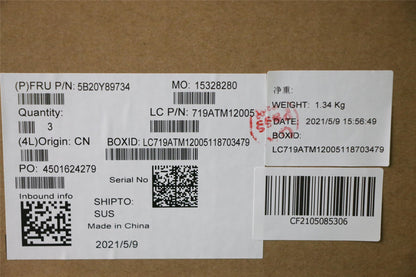 (P)FRU P/N: 5B20Y89734
MO: 15328280
Quantity:
3
LC P/N: 719ATM12005
(4L)Origin: CN
BOXID: LC719ATM12005118703479
PO: 4501624279
Serial No
Inbound info
SHIPTO:
SUS
Made in China
2021/5/9
净重:
WEIGHT: 1.34 Kg
DATE: 2021/5/9 15:56:49
BOXID:
LC719ATM12005118703479
CF2105085306